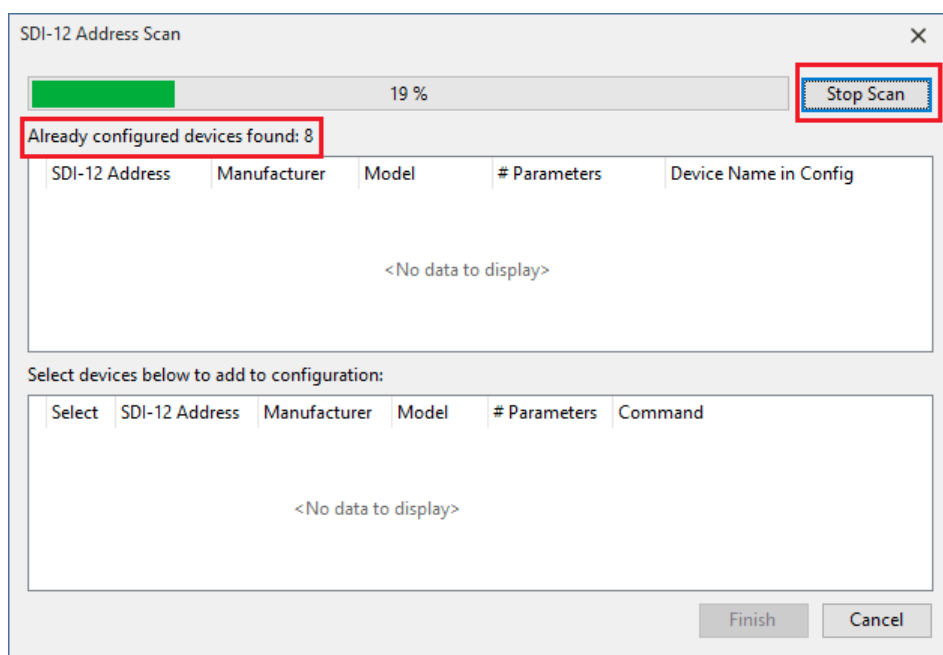 SDI-12 Address Scan
19 %
Stop Scan
Already configured devices found: 8
SDI-12 Address Manufacturer Model # Parameters Device Name in Config
<No data to display>
Select devices below to add to configuration:
Select SDI-12 Address Manufacturer Model # Parameters Command
<No data to display>
Finish Cancel